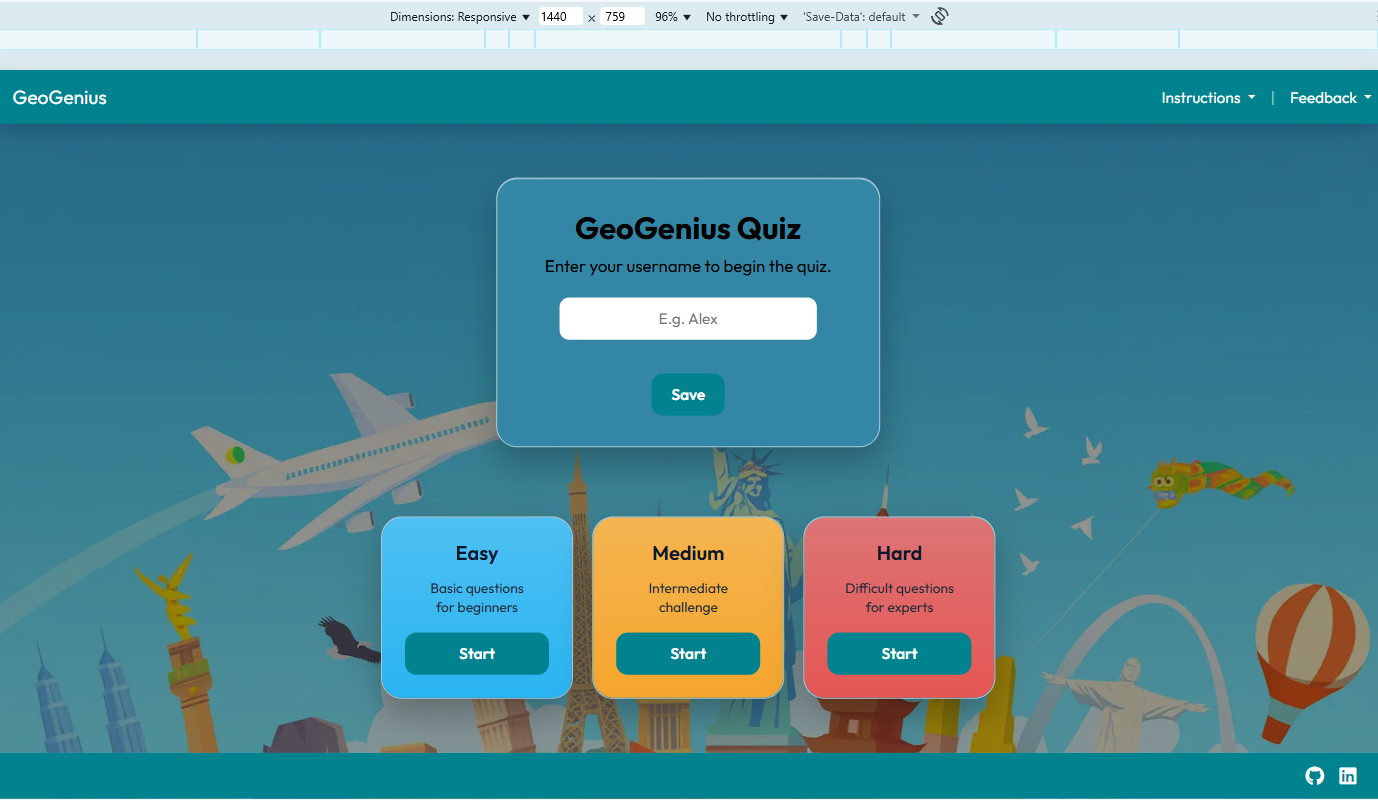 Dimensions: Responsive 1440 × 759 96% No throttling 'Save-Data': default
GeoGenius Instructions | Feedback
GeoGenius Quiz
Enter your username to begin the quiz.
E.g. Alex
Save
Easy
Basic questions
for beginners
Start
Medium
Intermediate
challenge
Start
Hard
Difficult questions
for experts
Start
in